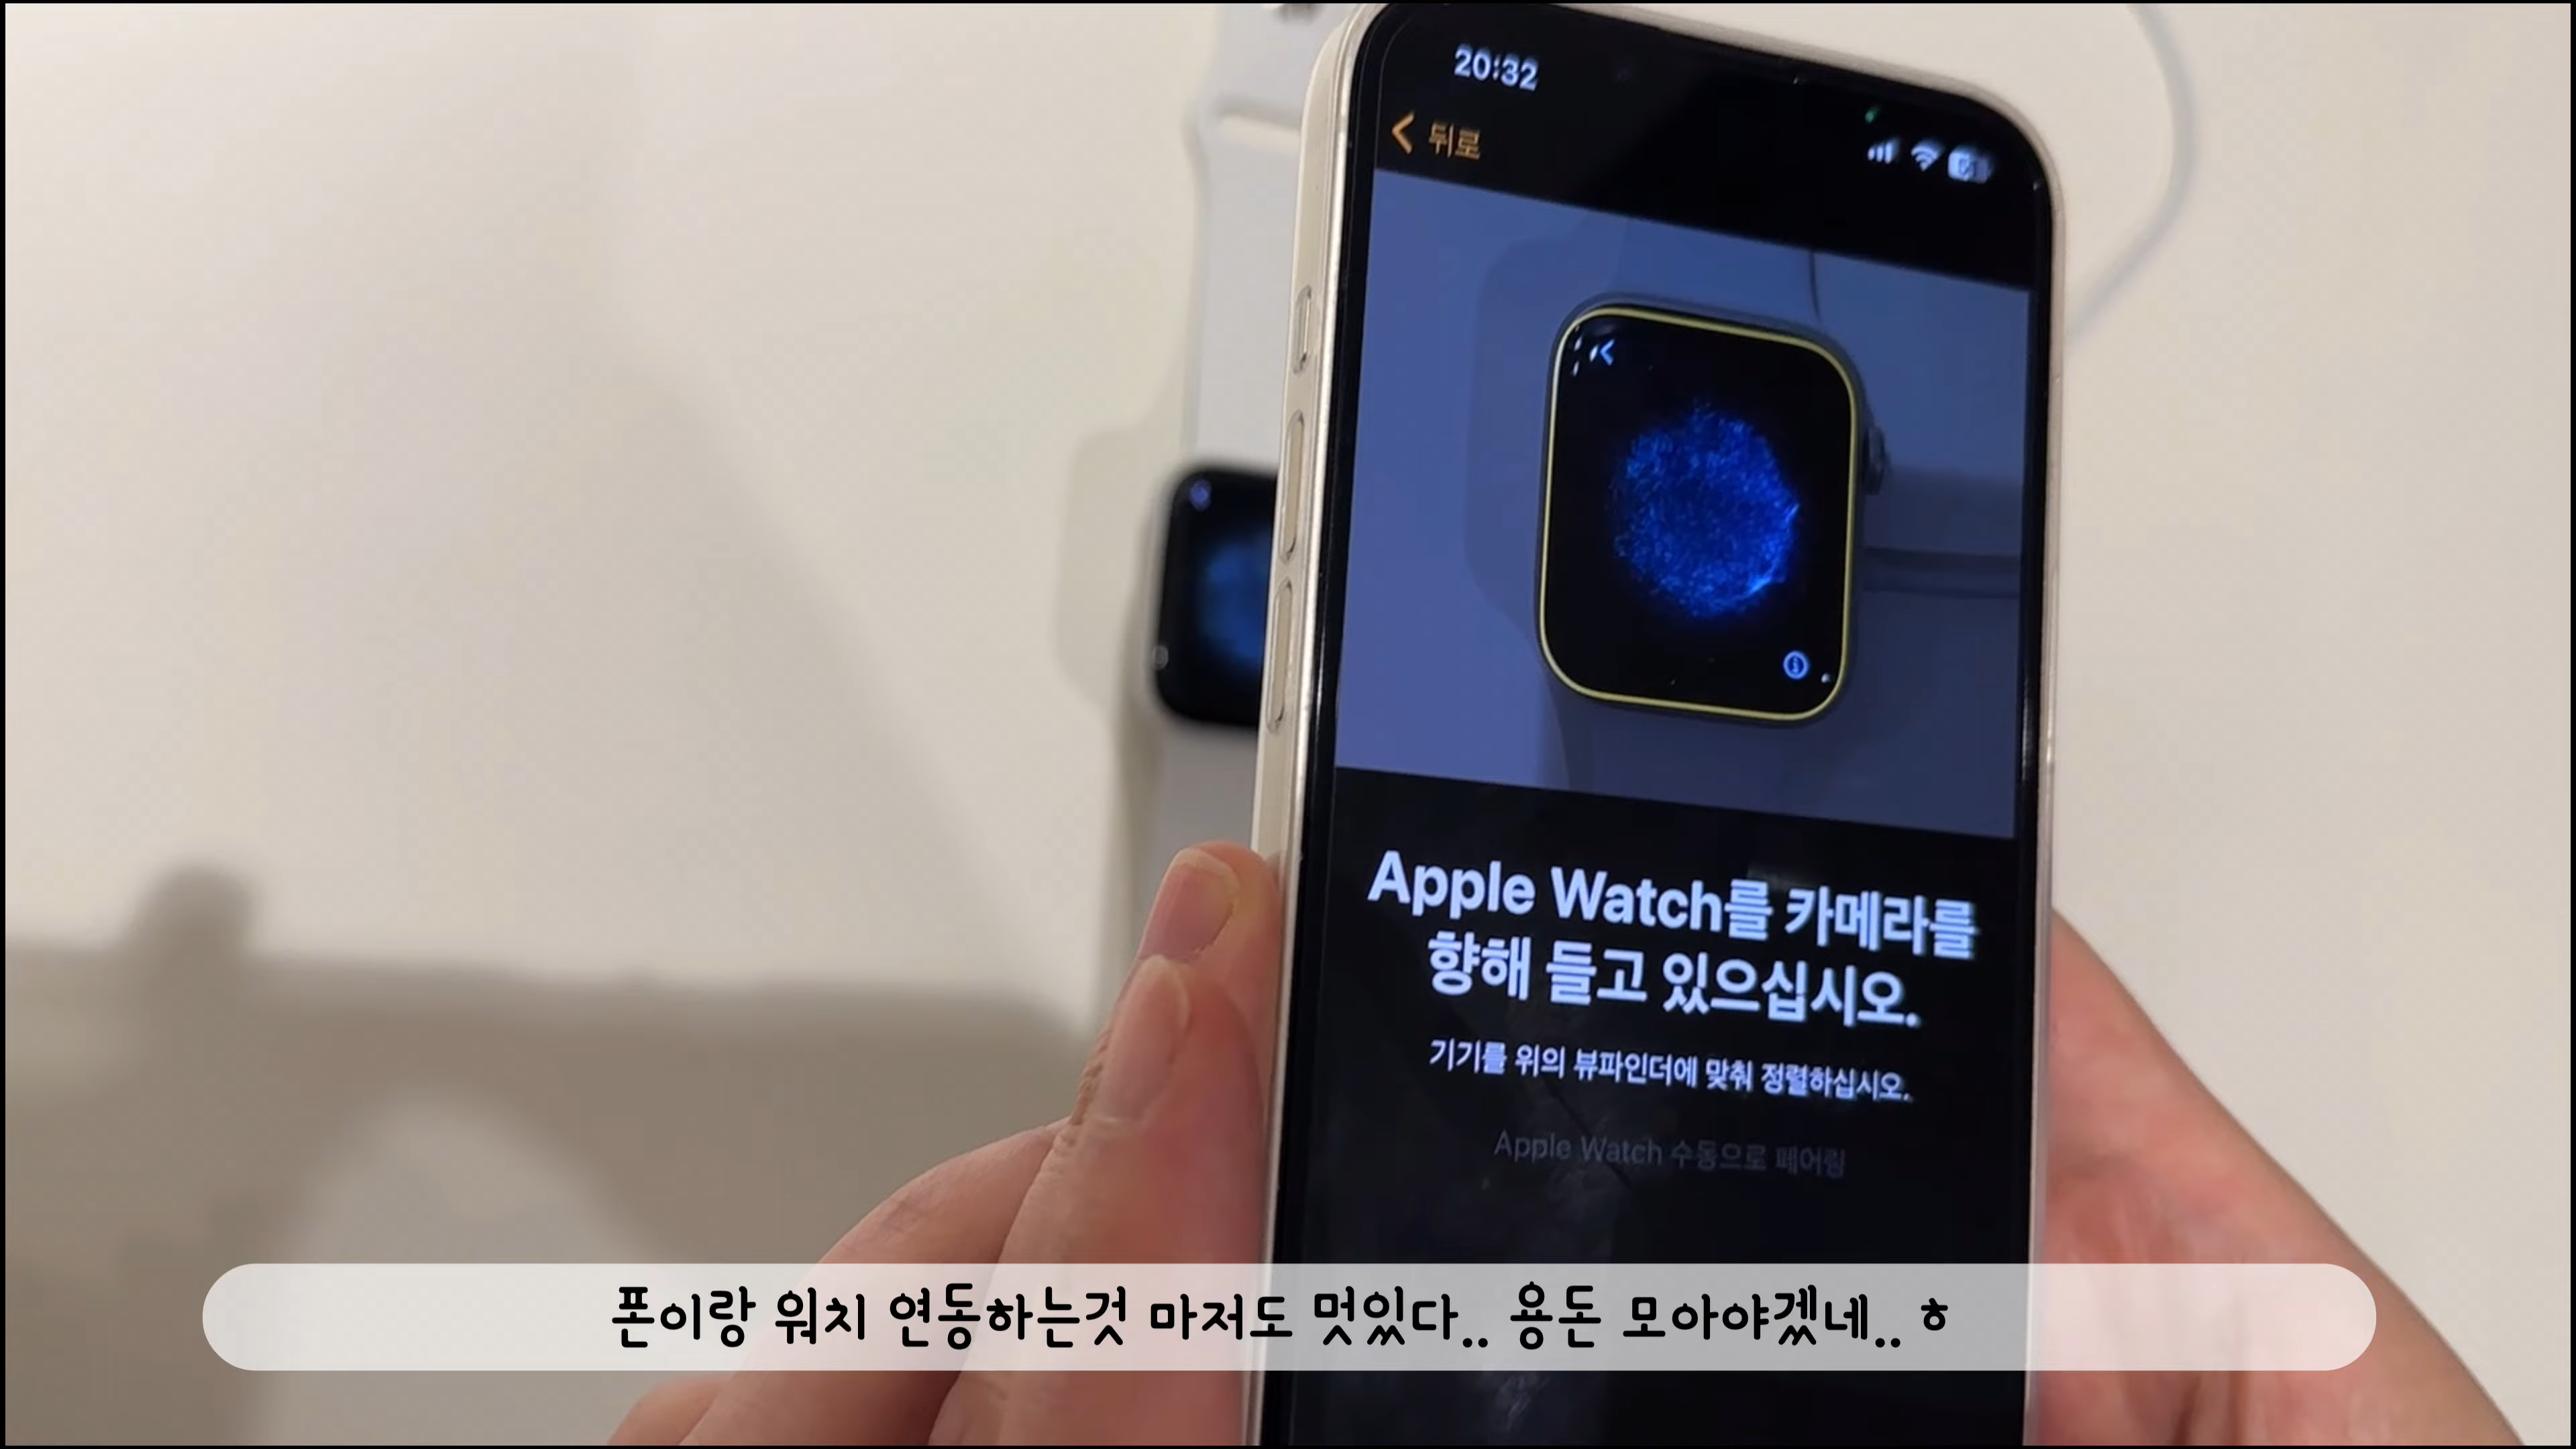 20:32
뒤로
Apple Watch를 카메라를
향해 들고 있으십시오.
기기를 위의 뷰파인더에 맞춰 정렬하십시오.
Apple Watch 수동으로 페어링
폰이랑 워치 연동하는것 마저도 멋있다.. 용돈 모아야겠네.. ㅎ